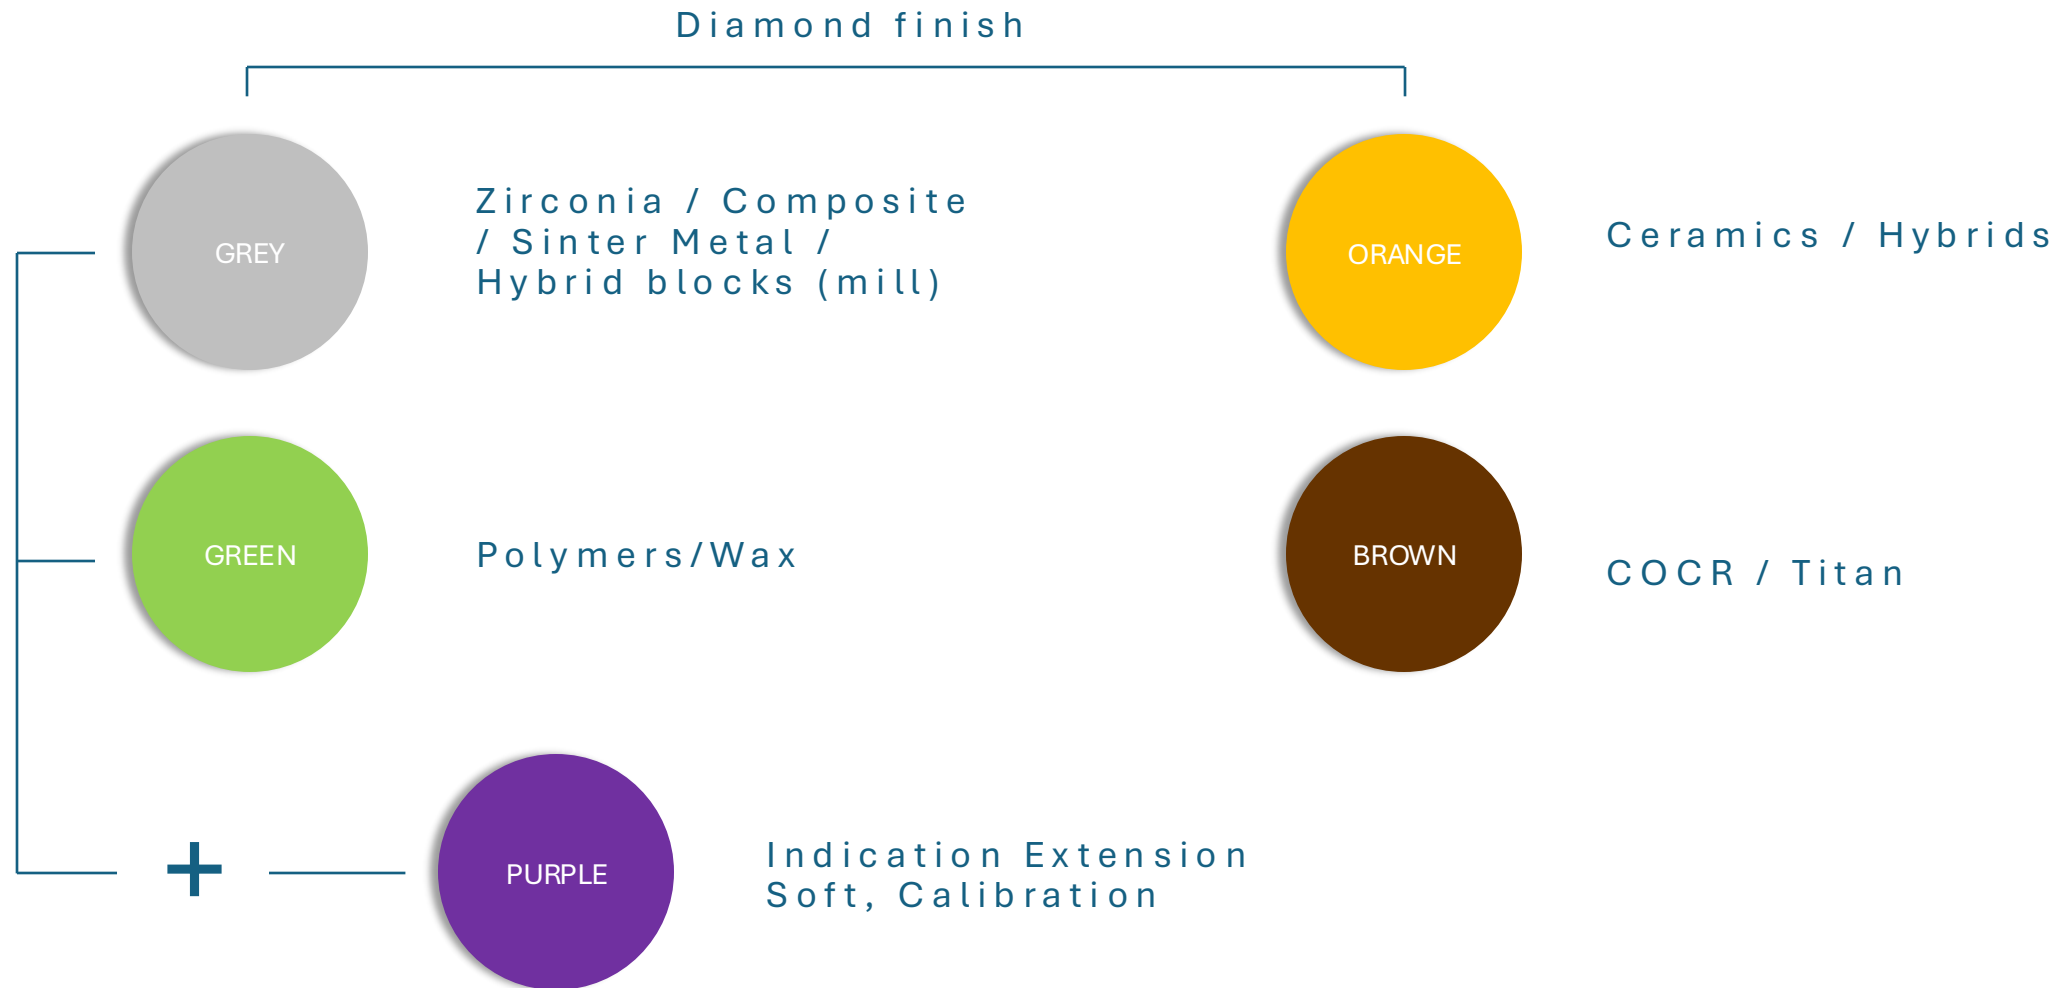 Diamond finish
GREY
Zirconia / Composite
/ Sinter Metal /
Hybrid blocks (mill)
ORANGE
Ceramics / Hybrids
GREEN
Polymers/Wax
BROWN
COCR / Titan
+
PURPLE
Indication Extension
Soft, Calibration